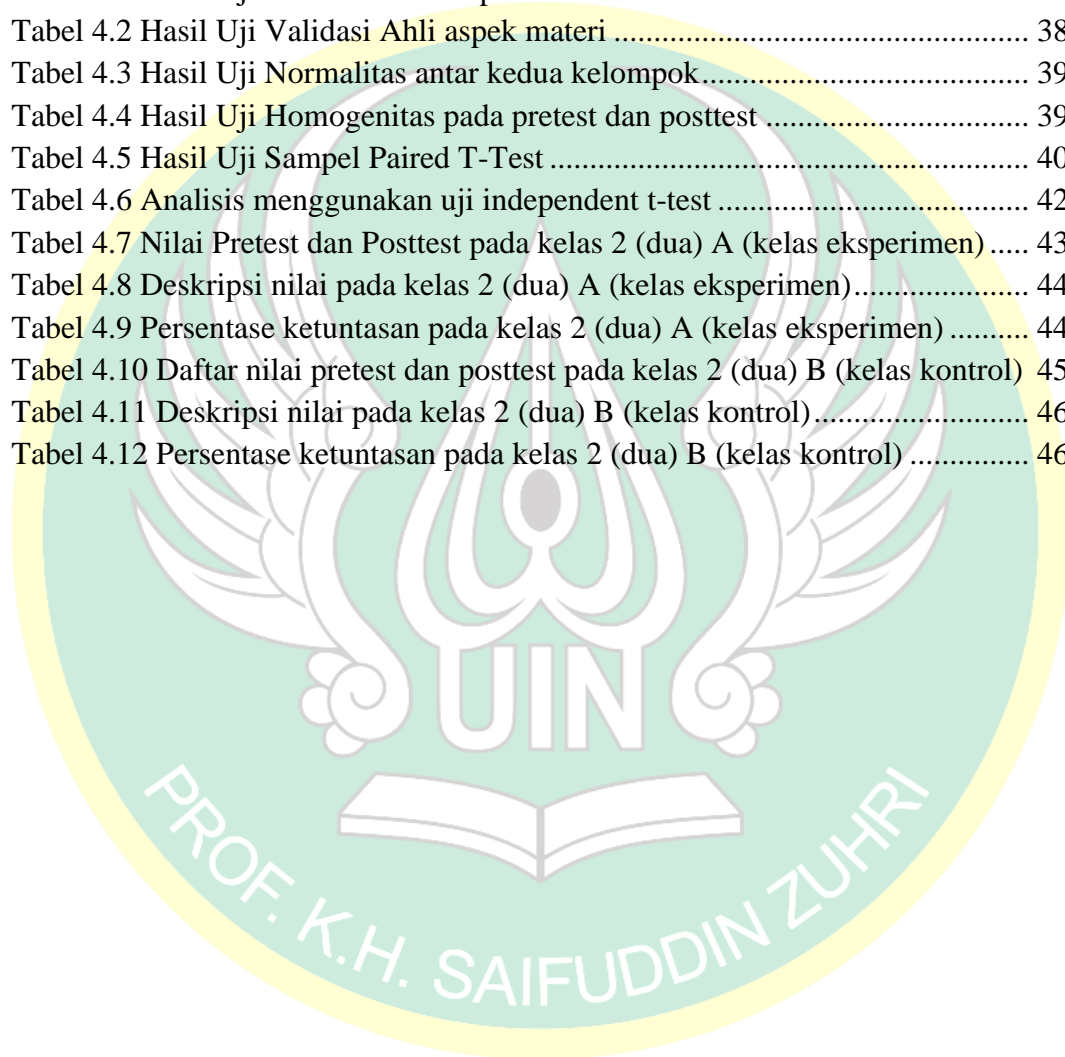 Tabel 4.2 Hasil Uji Validasi Ahli aspek materi ................................................ 38
Tabel 4.3 Hasil Uji Normalitas antar kedua kelompok...................................... 39
Tabel 4.4 Hasil Uji Homogenitas pada pretest dan posttest .............................. 39
Tabel 4.5 Hasil Uji Sampel Paired T-Test ....................................................... 40
Tabel 4.6 Analisis menggunakan uji independent t-test .................................... 42
Tabel 4.7 Nilai Pretest dan Posttest pada kelas 2 (dua) A (kelas eksperimen)..... 43
Tabel 4.8 Deskripsi nilai pada kelas 2 (dua) A (kelas eksperimen).................... 44
Tabel 4.9 Persentase ketuntasan pada kelas 2 (dua) A (kelas eksperimen) ......... 44
Tabel 4.10 Daftar nilai pretest dan posttest pada kelas 2 (dua) B (kelas kontrol) 45
Tabel 4.11 Deskripsi nilai pada kelas 2 (dua) B (kelas kontrol)......................... 46
Tabel 4.12 Persentase ketuntasan pada kelas 2 (dua) B (kelas kontrol) .............. 46
UIN
PROF. K.H. SAIFUDDIN ZUHRI